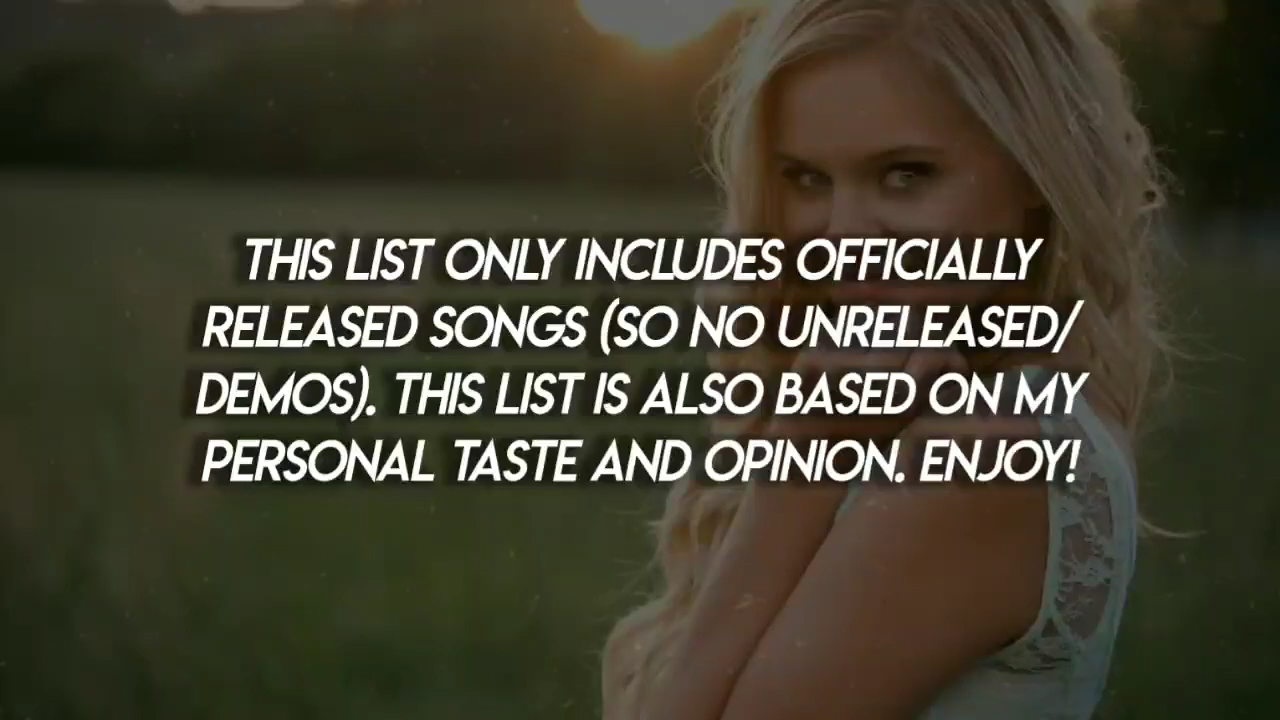 THIS LIST ONLY INCLUDES OFFICIALLY
RELEASED SONGS (SO NO UNRELEASED/
DEMOS). THIS LIST IS ALSO BASED ON MY
PERSONAL TASTE AND OPINION. ENJOY!